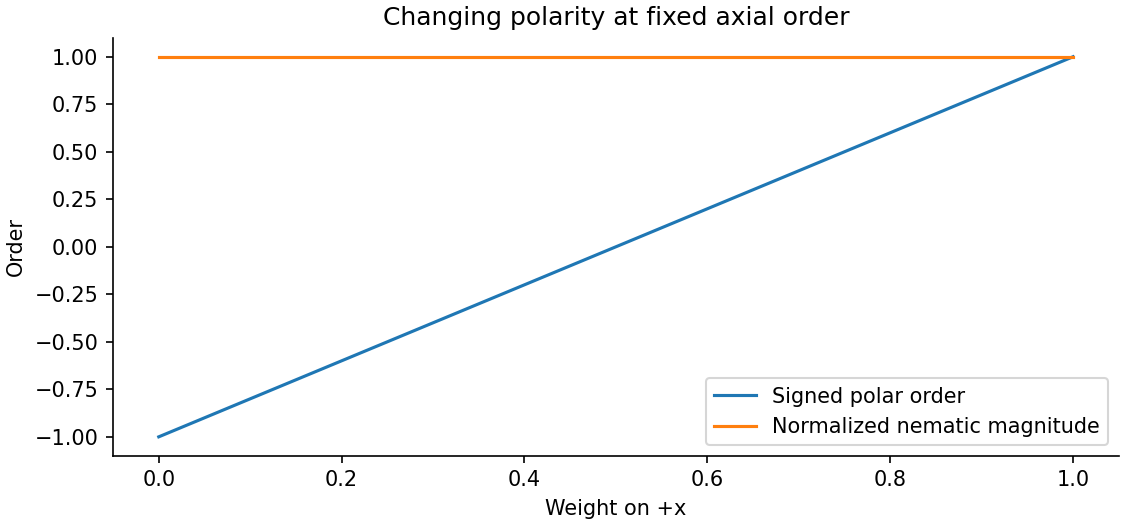 Changing polarity at fixed axial order
Order
1.00
0.75
0.50
0.25
0.00
−0.25
−0.50
−0.75
−1.00
Signed polar order
Normalized nematic magnitude
0.0 0.2 0.4 0.6 0.8 1.0
Weight on +x